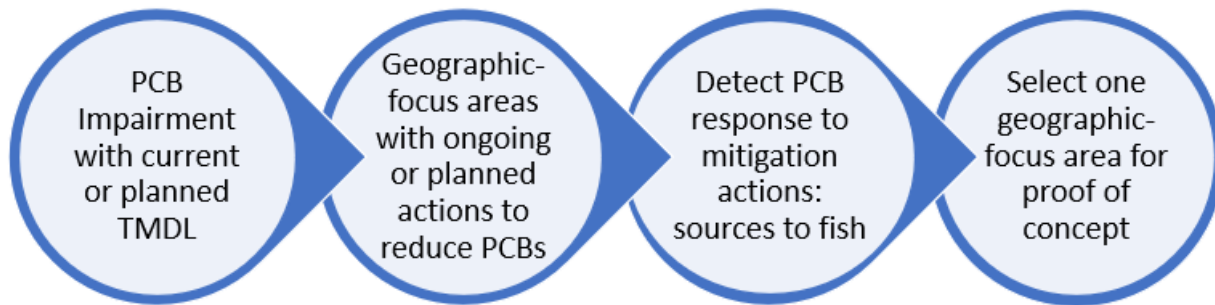 PCB
Impairment
with current
or planned
TMDL
Geographic-
focus areas
with ongoing
or planned
actions to
reduce PCBs
Detect PCB
response to
mitigation
actions:
sources to fish
Select one
geographic-
focus area for
proof of
concept